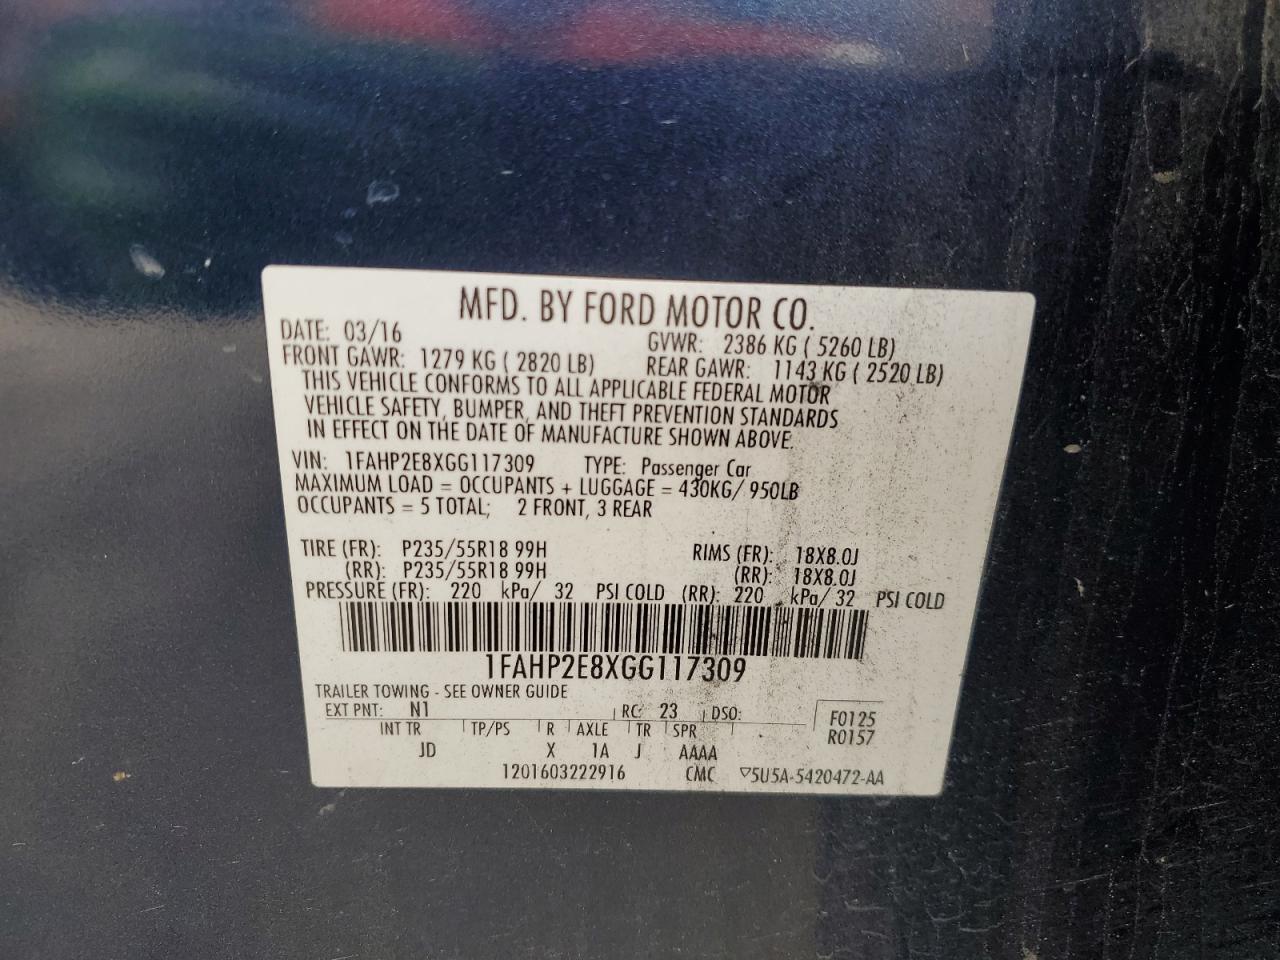 MFD. BY FORD MOTOR CO.
DATE: 03/16 GVWR: 2386 KG ( 5260 LB)
FRONT GAWR: 1279 KG ( 2820 LB) REAR GAWR: 1143 KG ( 2520 LB)
THIS VEHICLE CONFORMS TO ALL APPLICABLE FEDERAL MOTOR
VEHICLE SAFETY, BUMPER, AND THEFT PREVENTION STANDARDS
IN EFFECT ON THE DATE OF MANUFACTURE SHOWN ABOVE.
VIN: 1FAHP2E8XGG117309 TYPE: Passenger Car
MAXIMUM LOAD = OCCUPANTS + LUGGAGE = 430KG/ 950LB
OCCUPANTS = 5 TOTAL; 2 FRONT, 3 REAR
TIRE (FR): P235/55R18 99H RIMS (FR): 18X8.0J
(RR): P235/55R18 99H (RR): 18X8.0J
PRESSURE (FR): 220 kPa/ 32 PSI COLD (RR): 220 kPa/ 32 PSI COLD
1FAHP2E8XGG117309
TRAILER TOWING - SEE OWNER GUIDE
EXT PNT: N1 RC: 23 DSO: F0125
INT TR TP/PS R AXLE TR SPR R0157
JD X 1A J AAAA
1201603222916 CMC ▽5U5A-5420472-AA